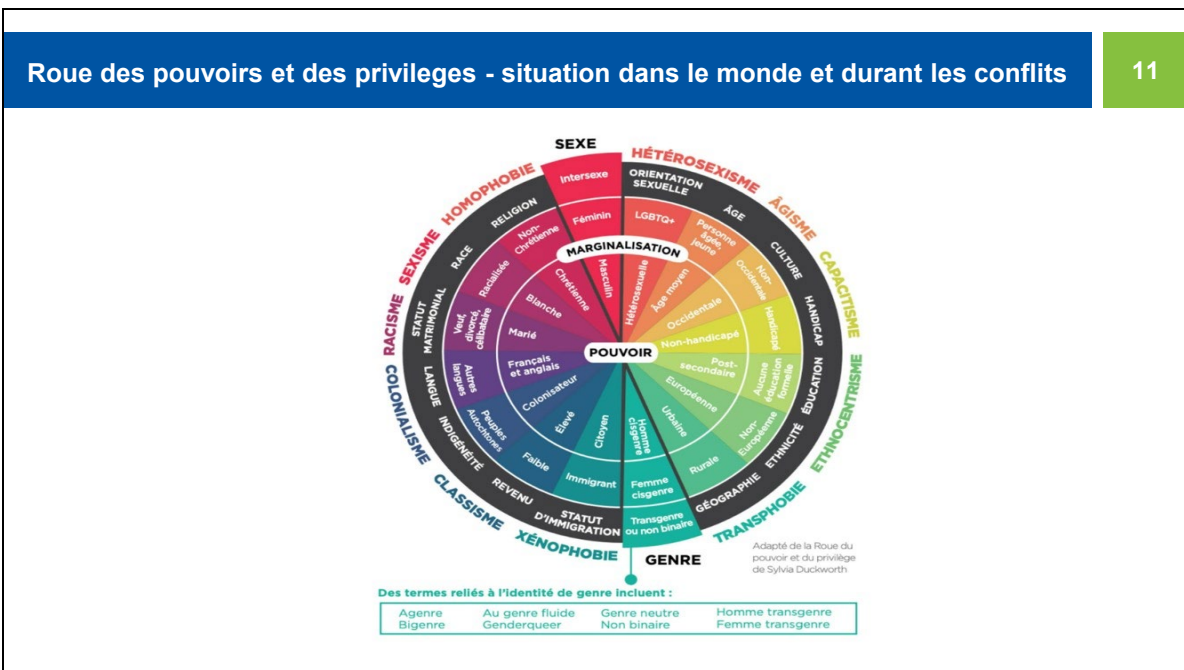 Roue des pouvoirs et des privileges - situation dans le monde et durant les conflits
11
SEXE
HÉTÉROSEXISME
ÂGISME
CAPACITISME
ETHNOCENTRISME
TRANSPHOBIE
GENRE
XÉNOPHOBIE
CLASSISME
COLONIALISME
RACISME
SEXISME
HOMOPHOBIE
Intersexe
Féminin
Masculin
ORIENTATION
SEXUELLE
LGBTQ+
Hétérosexuelle
ÂGE
Personne
âgée,
jeune
Âge moyen
CULTURE
Non-
Occidentale
Occidentale
HANDICAP
Handicapé
Non-handicapé
ÉDUCATION
Aucune
éducation
formelle
Post-
secondaire
ETHNICITÉ
Non-
Européenne
Européenne
GÉOGRAPHIE
Rurale
Urbaine
Homme
cisgenre
Femme
cisgenre
Transgenre
ou non binaire
STATUT
D'IMMIGRATION
Immigrant
Citoyen
REVENU
Faible
Élevé
INDIGÉNÉITÉ
Peuples
Autochtones
Colonisateur
LANGUE
Autres
langues
Français
et anglais
STATUT
MATRIMONIAL
Veuf,
divorcé,
célibataire
Marié
RACE
Racialisée
Blanche
RELIGION
Non-
Chrétienne
Chrétienne
MARGINALISATION
POUVOIR
Adapté de la Roue du
pouvoir et du privilège
de Sylvia Duckworth
Des termes reliés à l'identité de genre incluent :
Agenre Au genre fluide Genre neutre Homme transgenre
Bigenre Genderqueer Non binaire Femme transgenre